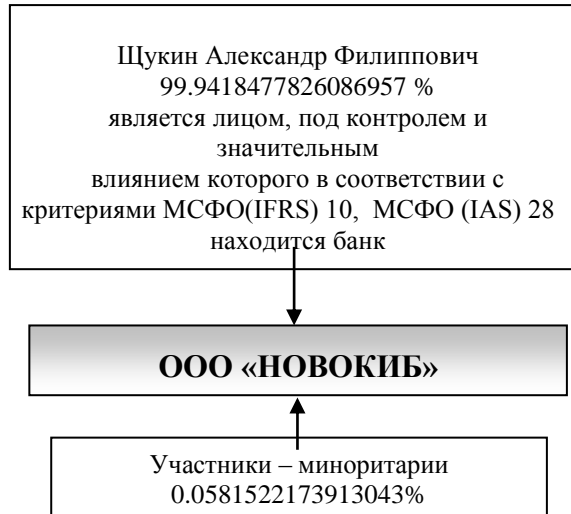 Щукин Александр Филиппович
99.9418477826086957 %
является лицом, под контролем и
значительным
влиянием которого в соответствии с
критериями МСФО(IFRS) 10, МСФО (IAS) 28
находится банк
ООО «НОВОКИБ»
Участники – миноритарии
0.0581522173913043%